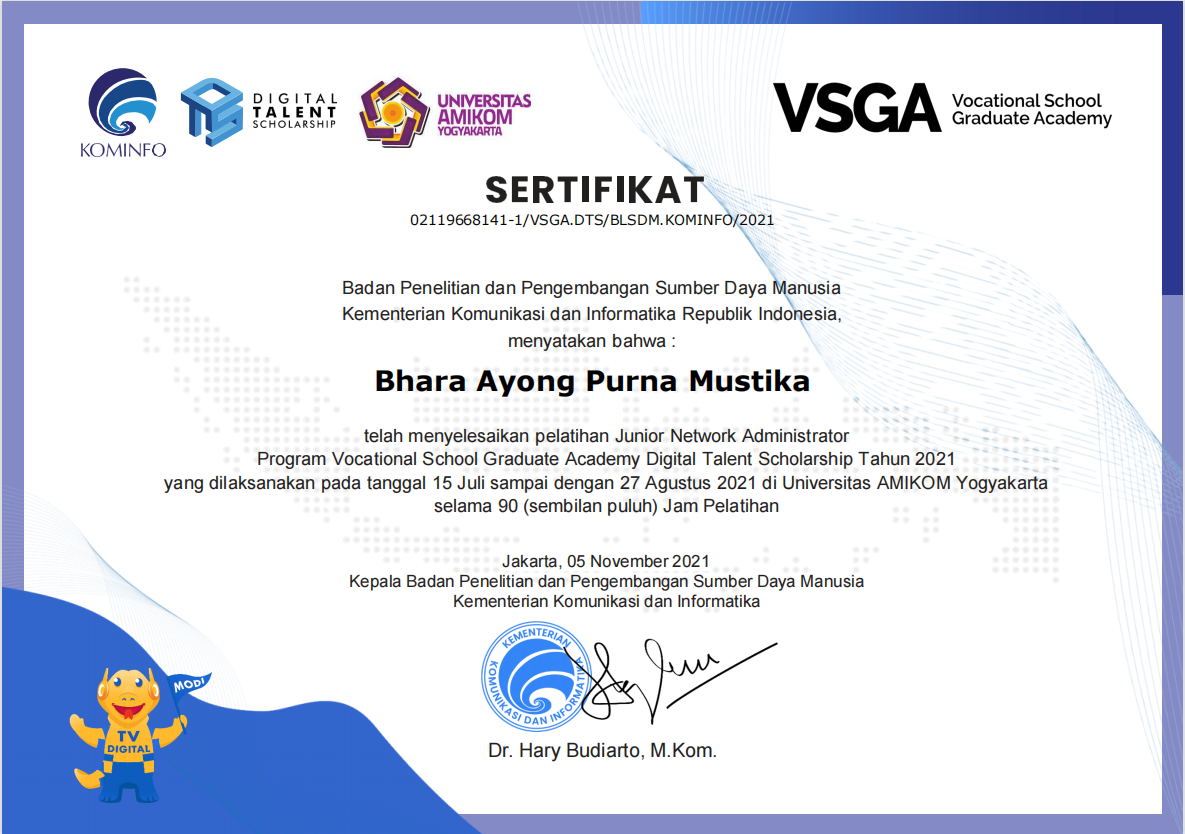 KOMINFO
DIGITAL
TALENT
SCHOLARSHIP
UNIVERSITAS
AMIKOM
YOGYAKARTA
VSGA
Vocational School
Graduate Academy
SERTIFIKAT
02119668141-1/VSGA.DTS/BLSDM.KOMINFO/2021
Badan Penelitian dan Pengembangan Sumber Daya Manusia
Kementerian Komunikasi dan Informatika Republik Indonesia,
menyatakan bahwa :
Bhara Ayong Purna Mustika
telah menyelesaikan pelatihan Junior Network Administrator
Program Vocational School Graduate Academy Digital Talent Scholarship Tahun 2021
yang dilaksanakan pada tanggal 15 Juli sampai dengan 27 Agustus 2021 di Universitas AMIKOM Yogyakarta
selama 90 (sembilan puluh) Jam Pelatihan
Jakarta, 05 November 2021
Kepala Badan Penelitian dan Pengembangan Sumber Daya Manusia
Kementerian Komunikasi dan Informatika
KEMENTERIAN
KOMUNIKASI DAN INFORMATIKA
Dr. Hary Budiarto, M.Kom.
MODI
TV
DIGITAL